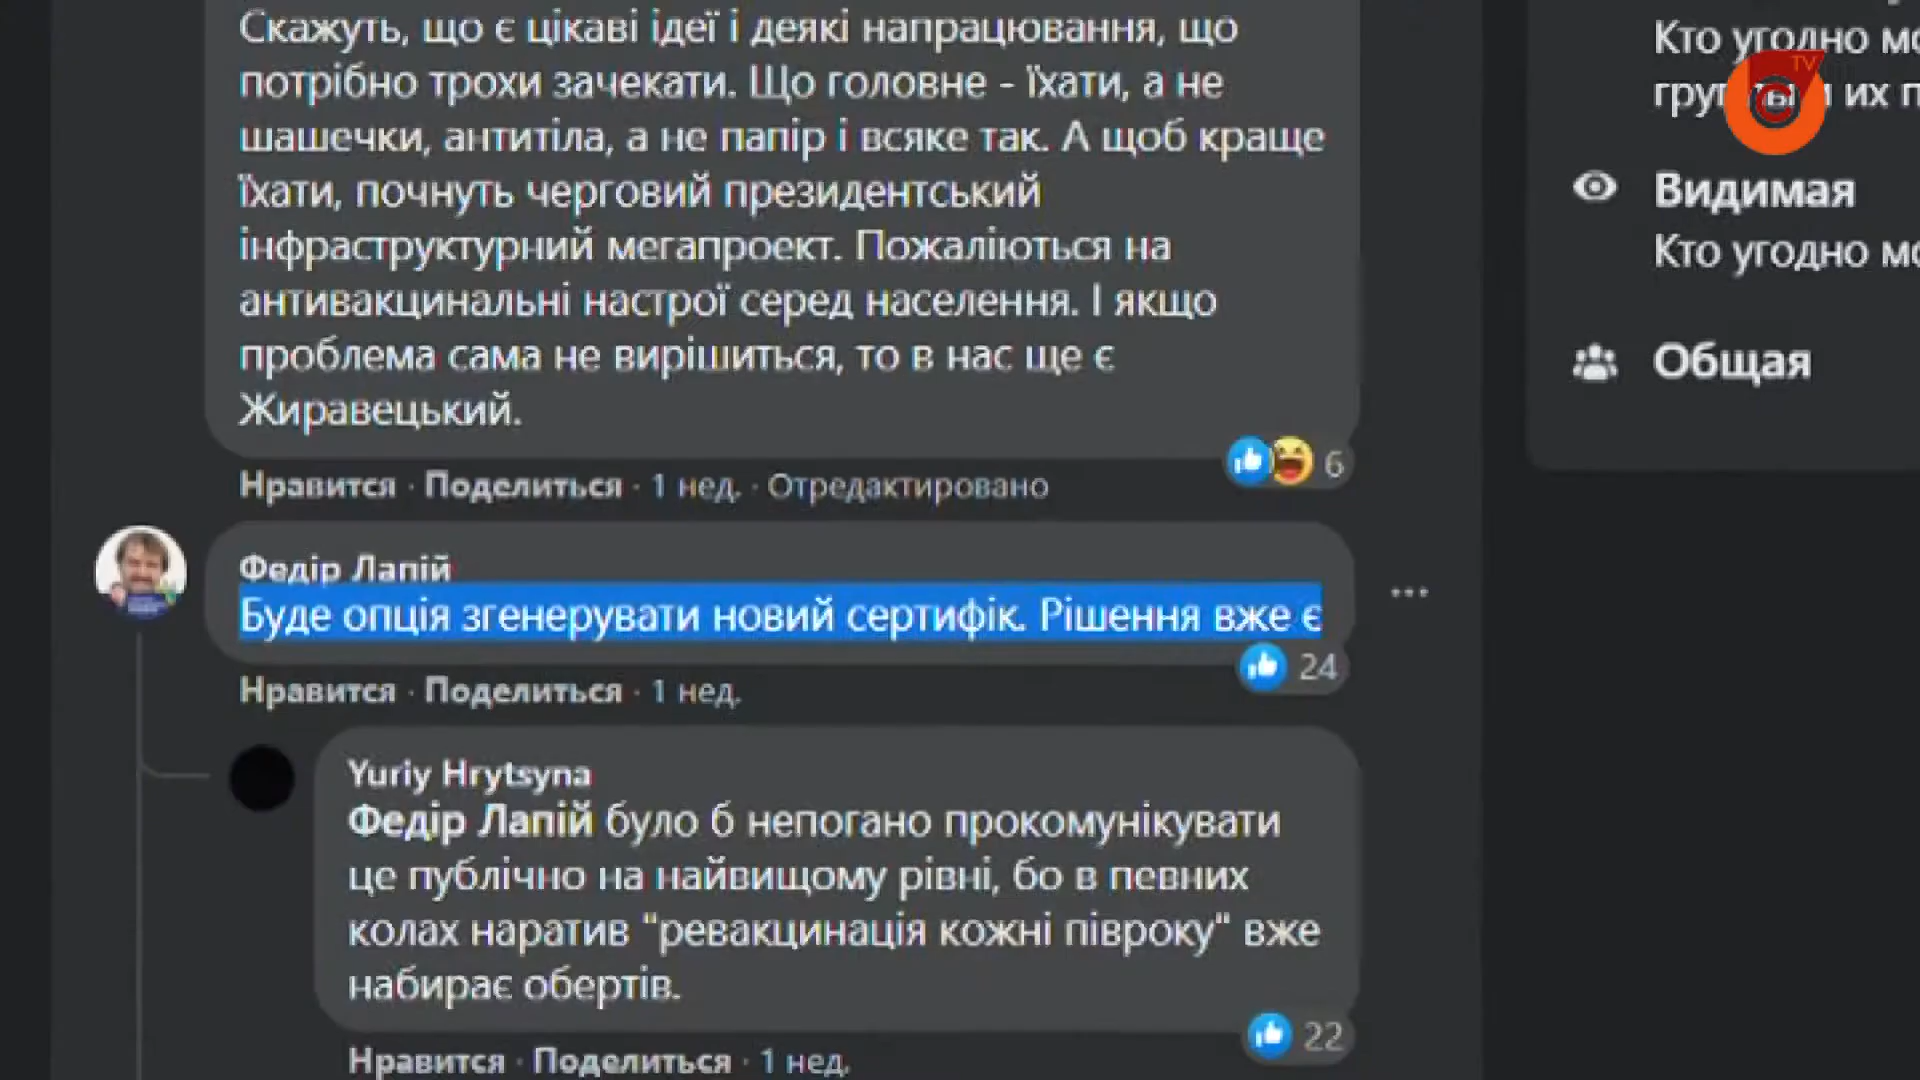 Скажуть, що є цікаві ідеї і деякі напрацювання, що
потрібно трохи зачекати. Що головне - їхати, а не
шашечки, антитіла, а не папір і всяке так. А щоб краще
їхати, почнуть черговий президентський
інфраструктурний мегапроект. Пожаліються на
антивакцинальні настрої серед населення. І якщо
проблема сама не вирішиться, то в нас ще є
Жиравецький.
6
Нравится · Поделиться · 1 нед. · Отредактировано
Федір Лапій
Буде опція згенерувати новий сертифік. Рішення вже є
24
Нравится · Поделиться · 1 нед.
Yuriy Hrytsyna
Федір Лапій було б непогано прокомунікувати
це публічно на найвищому рівні, бо в певних
колах наратив "ревакцинація кожні півроку" вже
набирає обертів.
22
Нравится · Поделиться · 1 нед.
Кто угодно
их
TV
Видимая
Кто угодно
Общая